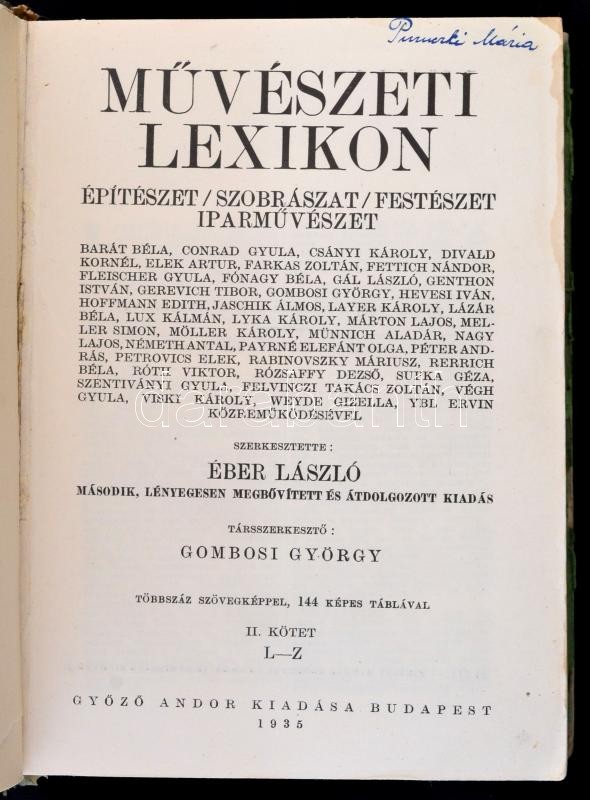 Mária
MŰVÉSZETI
LEXIKON
ÉPÍTÉSZET/SZOBRÁSZAT/FESTÉSZET
IPARMŰVÉSZET
BARÁT BÉLA, CONRAD GYULA, CSÁNYI KÁROLY, DIVALD
KORNÉL, ELEK ARTUR, FARKAS ZOLTÁN, FETTICH NÁNDOR,
FLEISCHER GYULA, FÓNAGY BÉLA, GÁL LÁSZLÓ, GENTHON
ISTVÁN, GEREVICH TIBOR, GOMBOSI GYÖRGY, HEVESI IVÁN,
HOFFMANN EDITH, JASCHIK ÁLMOS, LAYER KÁROLY, LÁZÁR
BÉLA, LUX KÁLMÁN, LYKA KÁROLY, MÁRTON LAJOS, MEL-
LER SIMON, MÖLLER KÁROLY, MÜNNICH ALADÁR, NAGY
LAJOS, NÉMETH ANTAL, PAYRNÉ ELEFÁNT OLGA, PÉTER AND-
RÁS, PETROVICS ELEK, RABINOVSZKY MÁRIUSZ, RERRICH
BÉLA, RÓTH VIKTOR, RÓZSAFFY DEZSŐ, SUPKA GÉZA,
SZENTIVÁNYI GYULA, FELVINCZI TAKÁCS ZOLTÁN, VÉGH
GYULA, VISKI KÁROLY, WEYDE GIZELLA, YBL ERVIN
KÖZREMŰKÖDÉSÉVEL
darabanth
SZERKESZTETTE:
ÉBER LÁSZLÓ
MÁSODIK, LÉNYEGESEN MEGBŐVÍTETT ÉS ÁTDOLGOZOTT KIADÁS
TÁRSSZERKESZTŐ:
GOMBOSI GYÖRGY
TÖBBSZÁZ SZÖVEGKÉPPEL, 144 KÉPES TÁBLÁVAL
II. KÖTET
L—Z
GYŐZŐ ANDOR KIADÁSA BUDAPEST
1935